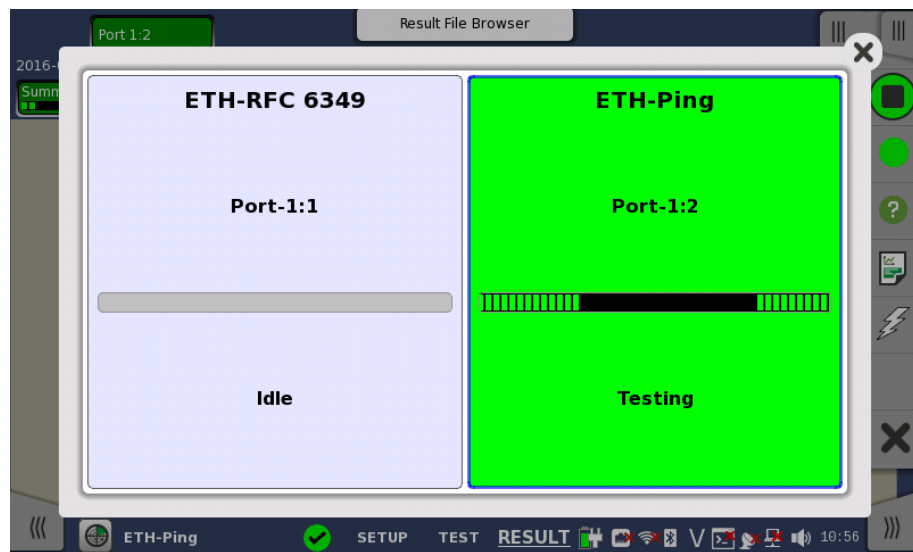 Port 1:2
Result File Browser
2016-
Summ
ETH-RFC 6349
ETH-Ping
Port-1:1
Port-1:2
Idle
Testing
ETH-Ping
SETUP
TEST
RESULT
10:56